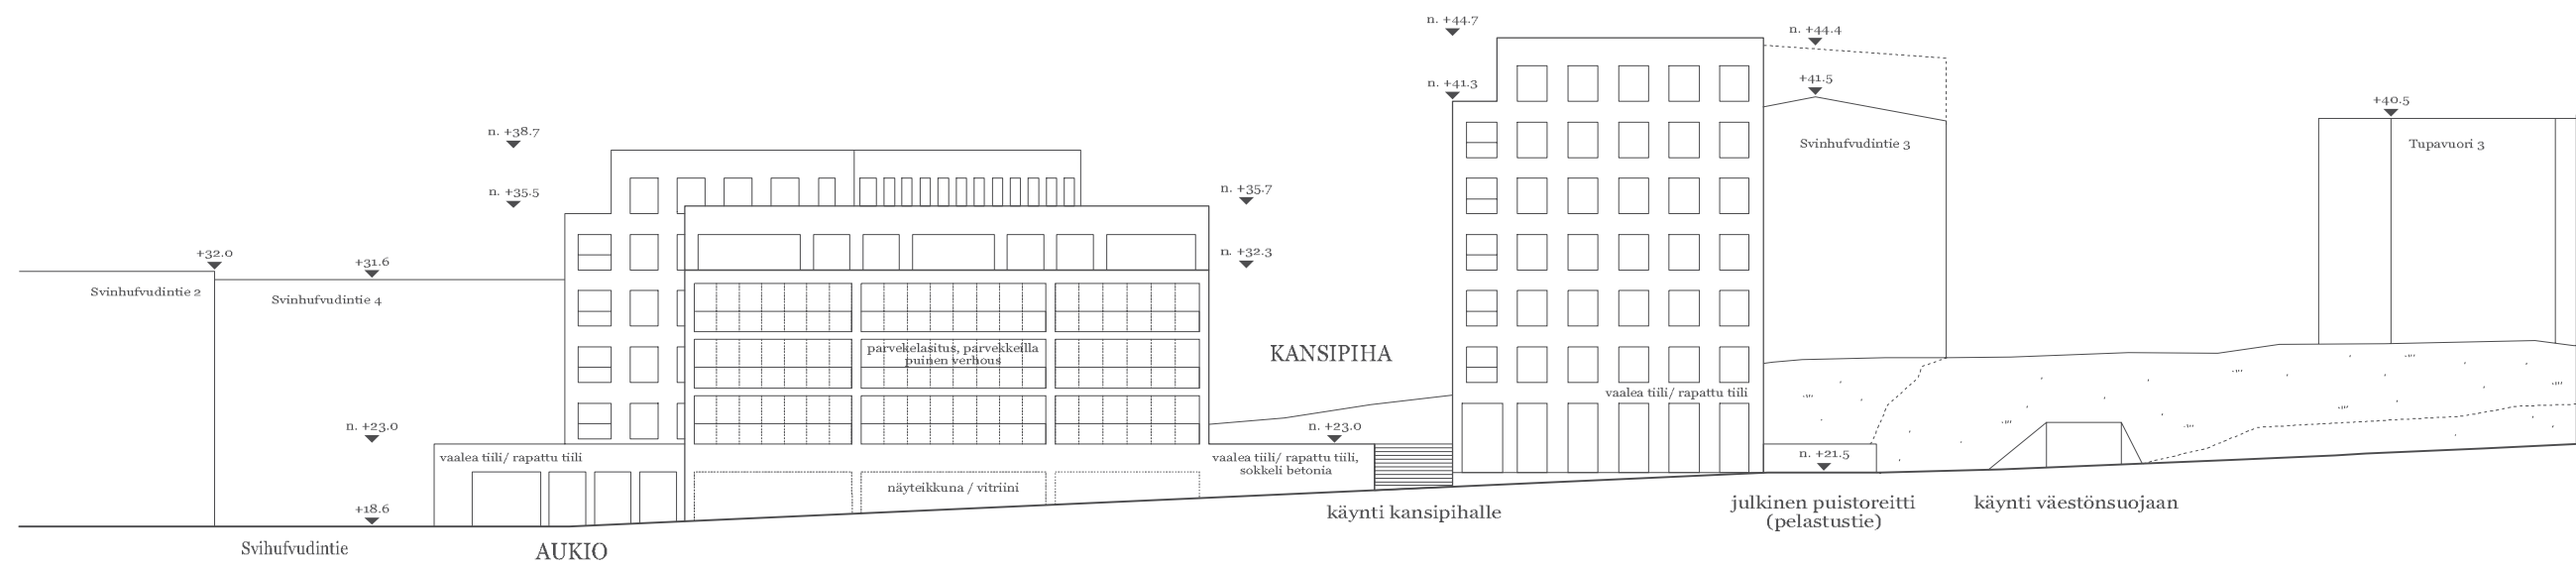 n. +44.7
n. +44.4
n. +41.3
+41.5
+40.5
n. +38.7
Svinhufvudintie 3
Tupavuori 3
n. +35.5
n. +35.7
+32.0
+31.6
n. +32.3
Svinhufvudintie 2
Svinhufvudintie 4
parvekelasitus, parvekkeilla
puinen verhous
KANSIPIHA
vaalea tiili/ rapattu tiili
n. +23.0
n. +23.0
vaalea tiili/ rapattu tiili
vaalea tiili/ rapattu tiili,
sokkeli betonia
n. +21.5
näyteikkuna / vitriini
+18.6
käynti kansipihalle
julkinen puistoreitti
(pelastustie)
käynti väestönsuojaan
Svihufvudintie
AUKIO